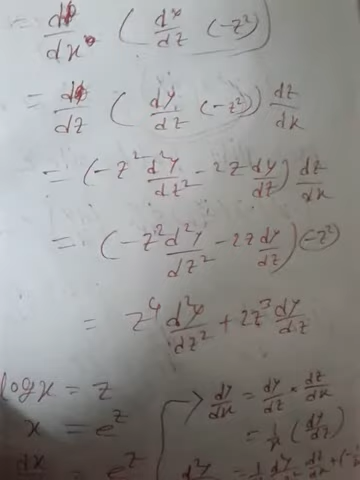 = d/dx (dy/dz (-z²))
= d/dz (dy/dz (-z²)) dz/dx
= (-z² d²y/dz² - 2z dy/dz) dz/dx
= (-z² d²y/dz² - 2z dy/dz)(-z²)
= z⁴ d²y/dz² + 2z³ dy/dz
log x = z
x = e^z
dx = e^z
dy/dx = dy/dz × dz/dx
= 1/x (dy/dz)
d²y =